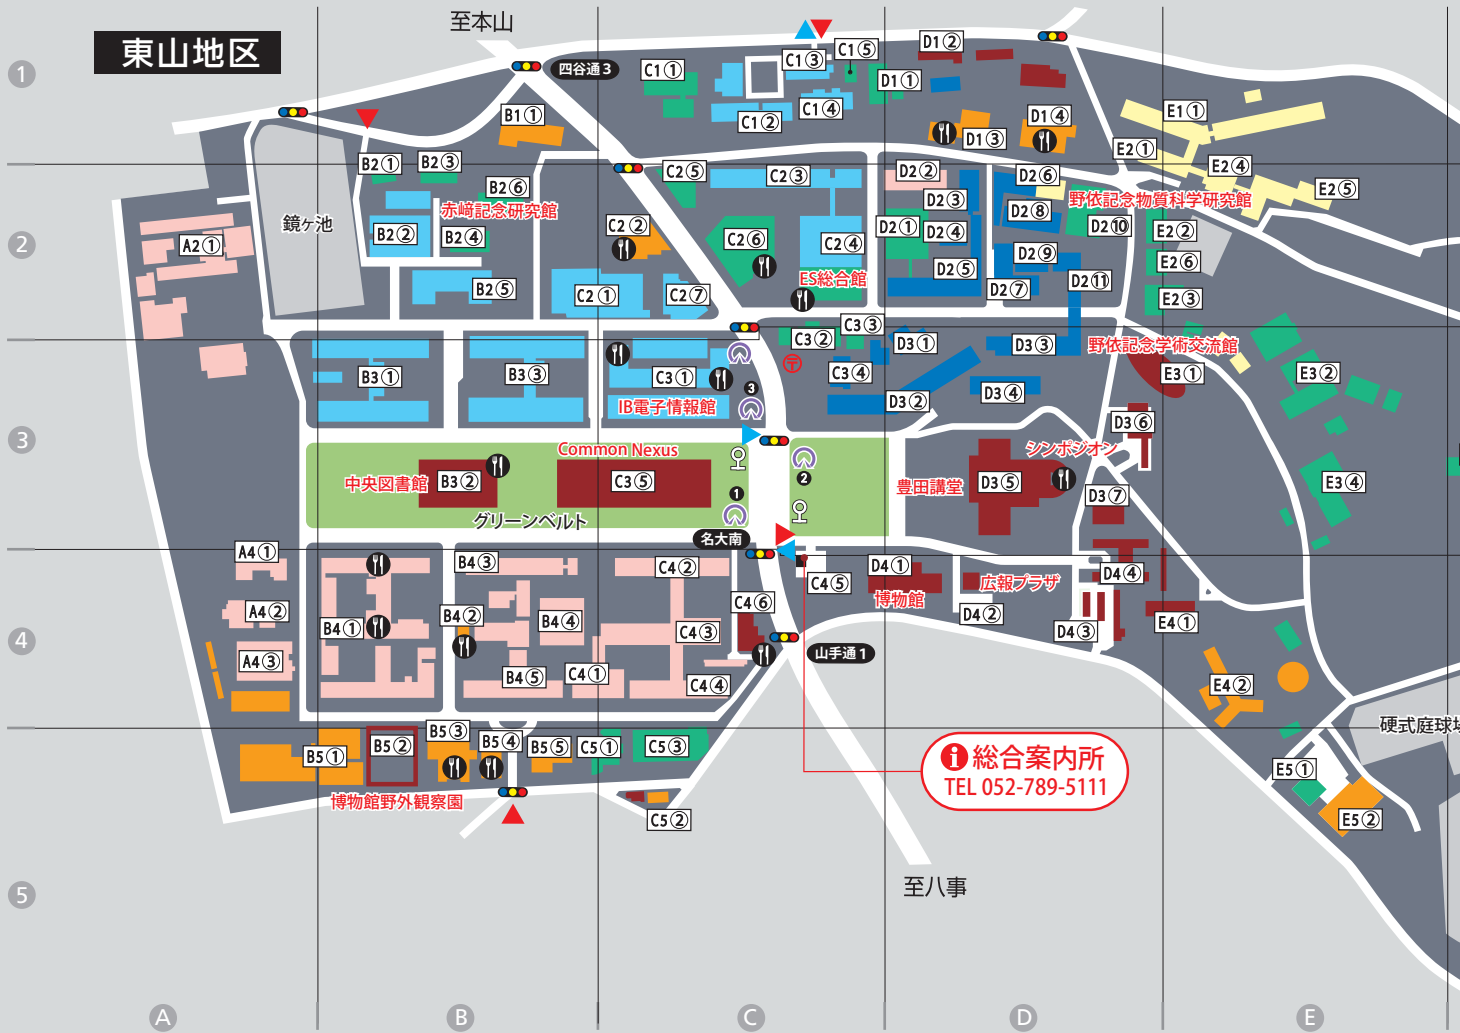 東山地区
至本山
四谷通3
1
C1①
C1③
C1⑤
D1②
D1①
C1②
C1④
B1①
D1③
D1④
E1①
E2①
B2①
B2③
C2⑤
C2③
D2②
D2⑥
E2④
E2⑤
B2⑥
赤﨑記念研究館
D2③
野依記念物質科学研究館
鏡ヶ池
A2①
B2②
B2④
C2②
C2⑥
C2④
D2①
D2④
D2⑧
D2⑩
E2②
2
ES総合館
D2⑤
D2⑨
E2⑥
B2⑤
C2①
C2⑦
D2⑦
D2⑪
E2③
C3②
C3③
D3①
D3③
野依記念学術交流館
〒
B3①
B3③
C3①
C3④
E3①
E3②
3
IB電子情報館
D3②
D3④
D3⑥
3
Common Nexus
シンポジオン
中央図書館
B3②
C3⑤
2
豊田講堂
D3⑤
D3⑦
E3④
1
グリーンベルト
名大南
A4①
B4③
C4②
D4①
D4④
C4⑤
広報プラザ
博物館
A4②
B4①
B4②
B4④
C4③
C4⑥
D4②
D4③
E4①
4
山手通1
A4③
B4⑤
C4①
C4④
E4②
硬式庭球場
B5①
B5②
B5③
B5④
B5⑤
C5①
C5③
i 総合案内所
TEL 052-789-5111
E5①
博物館野外観察園
C5②
E5②
至八事
5
A
B
C
D
E